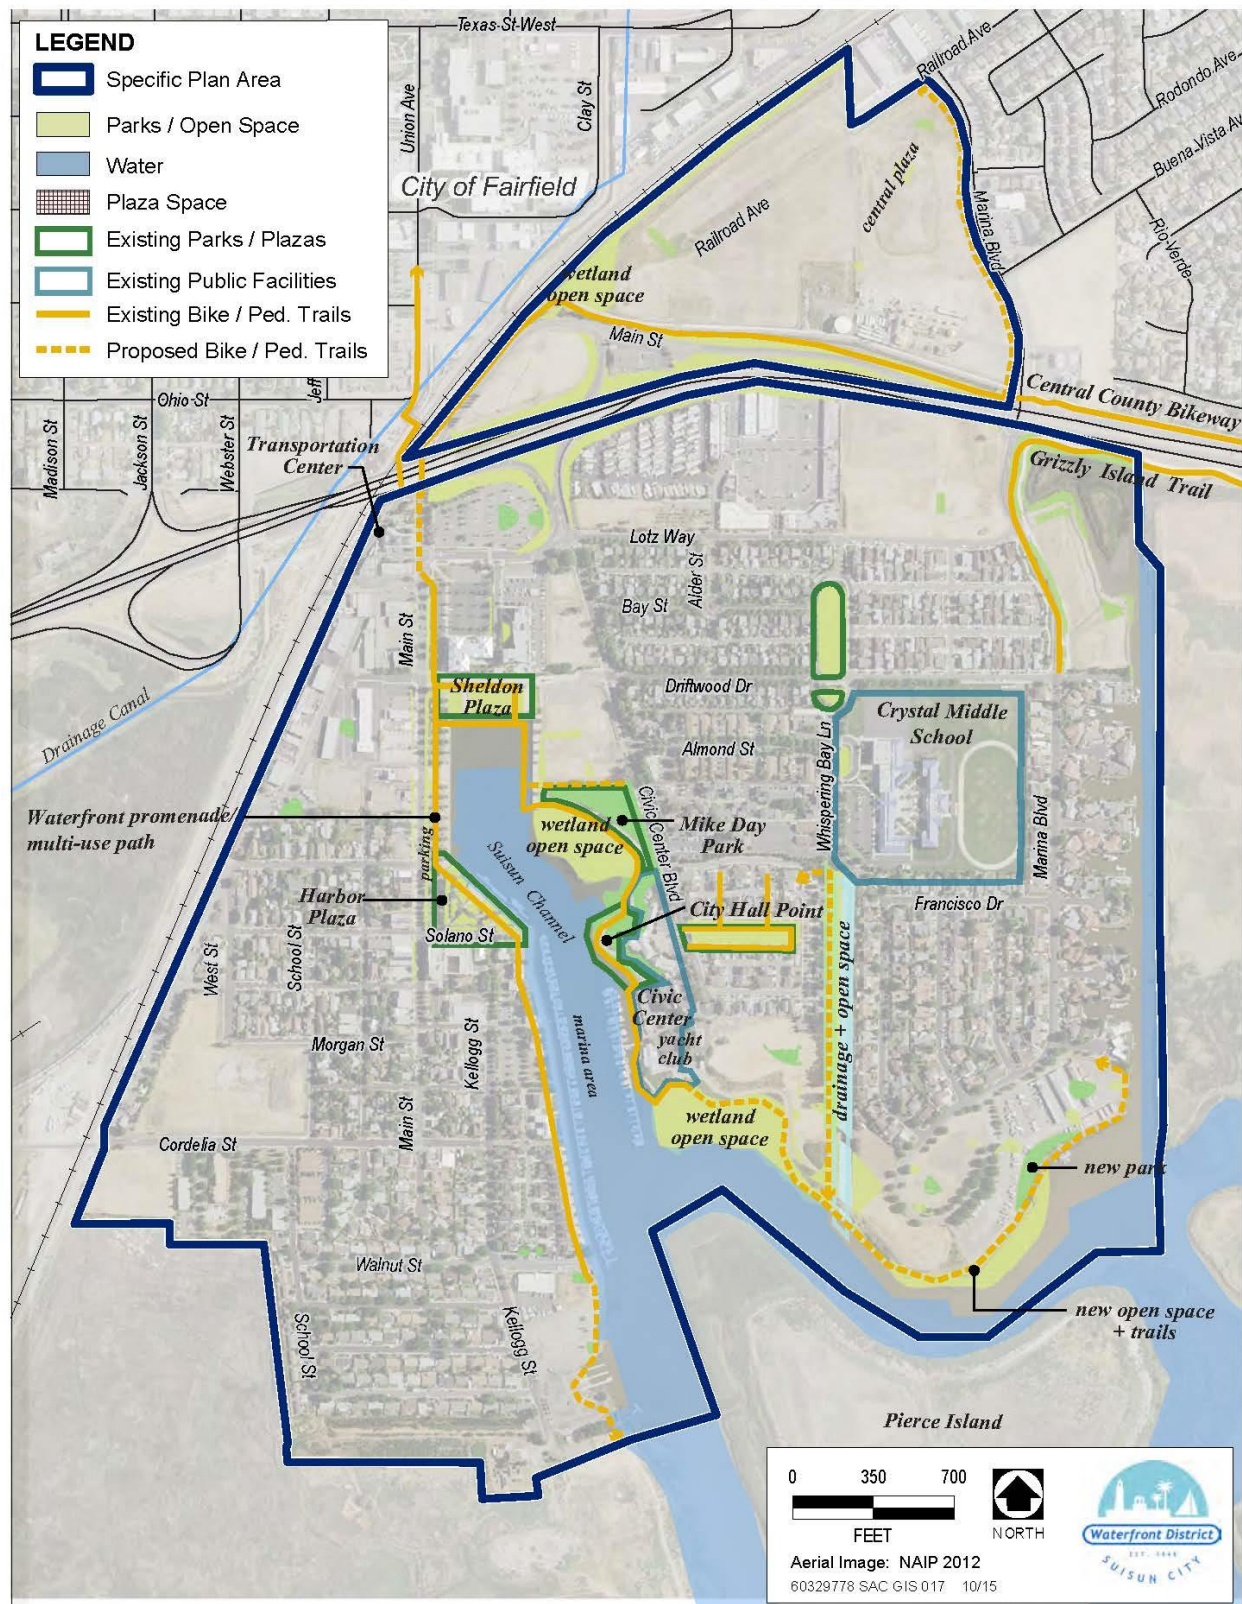 LEGEND
Specific Plan Area
Parks / Open Space
Water
Plaza Space
Existing Parks / Plazas
Existing Public Facilities
Existing Bike / Ped. Trails
Proposed Bike / Ped. Trails
Texas St West
Union Ave
Clay St
City of Fairfield
Railroad Ave
Rodondo Ave
Buena Vista Av
Rio Verde
Railroad Ave
central plaza
Marina Blvd
wetland
open space
Main St
Central County Bikeway
Grizzly Island Trail
Jeff
Ohio St
Madison St
Jackson St
Webster St
Transportation
Center
Lotz Way
Alder St
Bay St
Main St
Drainage Canal
Sheldon
Plaza
Driftwood Dr
Almond St
Whispering Bay Ln
Crystal Middle
School
Marina Blvd
Francisco Dr
Waterfront promenade/
multi-use path
parking
wetland
open space
Civic Center Blvd
Mike Day
Park
Suisun Channel
City Hall Point
Harbor
Plaza
Solano St
West St
School St
Morgan St
Kellogg St
marina area
Civic
Center
yacht
club
drainage + open space
wetland
open space
Cordelia St
Main St
new park
Walnut St
School St
Kellogg St
new open space
+ trails
Pierce Island
0 350 700
FEET
NORTH
Aerial Image: NAIP 2012
60329778 SAC GIS 017 10/15
Waterfront District
SUISUN CITY